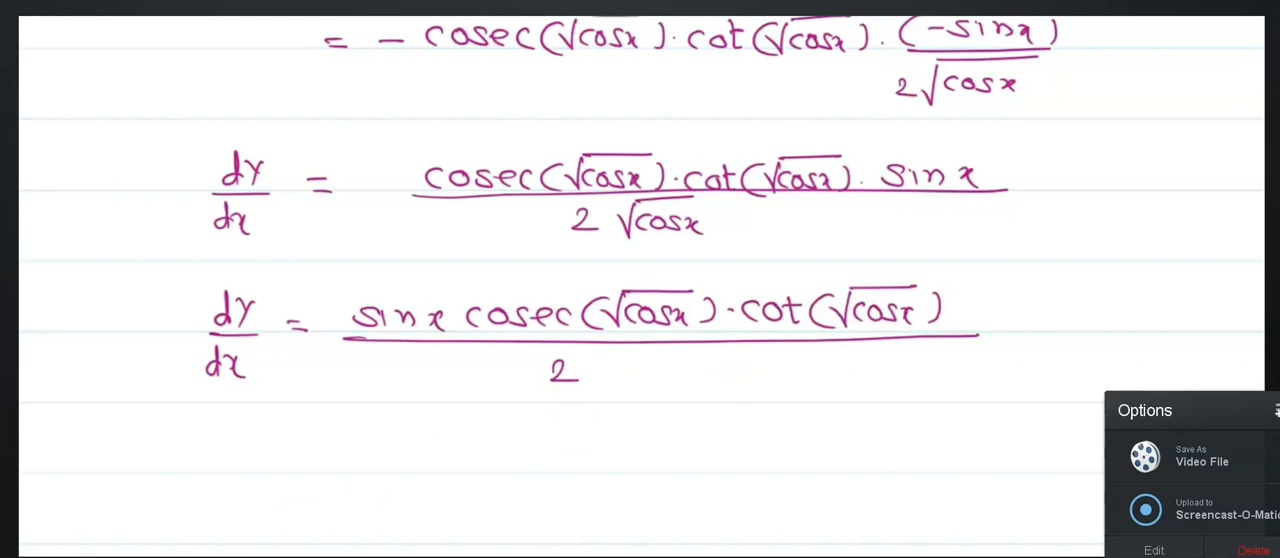 = - cosec(√cosx) . cot(√cosx) . (-sinx) / 2√cosx
dy/dx = cosec(√cosx) . cot(√cosx) . sinx / 2 √cosx
dy/dx = sinx cosec(√cosx) . cot(√cosx) / 2
Options
Save As
Video File
Upload to
Screencast-O-Matic
Edit
Delete